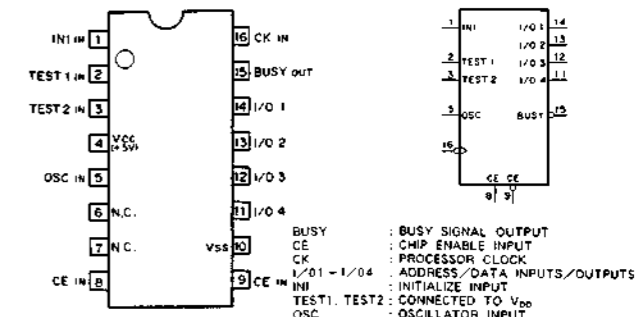 INI IN 1
TEST 1 IN 2
TEST 2 IN 3
4 VCC (+5V)
OSC IN 5
6 N.C.
7 N.C.
CE IN 8
16 CK IN
15 BUSY OUT
14 I/O 1
13 I/O 2
12 I/O 3
11 I/O 4
VSS 10
9 CE IN
1 INI I/O 1 14
I/O 2 13
2 TEST 1 I/O 3 12
3 TEST 2 I/O 4 11
5 OSC BUSY 15
16
CE CE
8 9
BUSY : BUSY SIGNAL OUTPUT
CE : CHIP ENABLE INPUT
CK : PROCESSOR CLOCK
I/O1 - I/O4 . ADDRESS/DATA INPUTS/OUTPUTS
INI : INITIALIZE INPUT
TEST1, TEST2 : CONNECTED TO VDD
OSC : OSCILLATOR INPUT